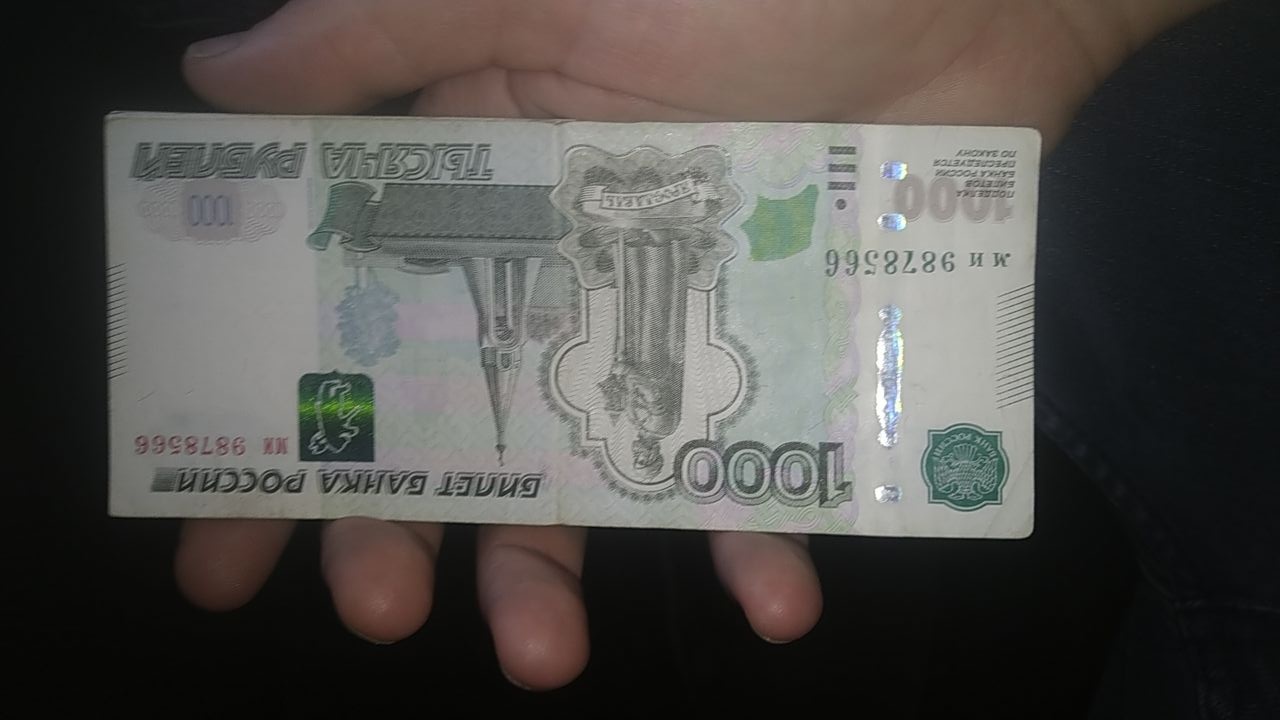 БИЛЕТ БАНКА РОССИИ
1000
ми 9878566
БАНК РОССИИ
ЯРОСЛАВЛЬ
ми 9878566
1000
1000
ПОДДЕЛКА
БИЛЕТОВ
БАНКА РОССИИ
ПРЕСЛЕДУЕТСЯ
ПО ЗАКОНУ
ТЫСЯЧА РУБЛЕЙ